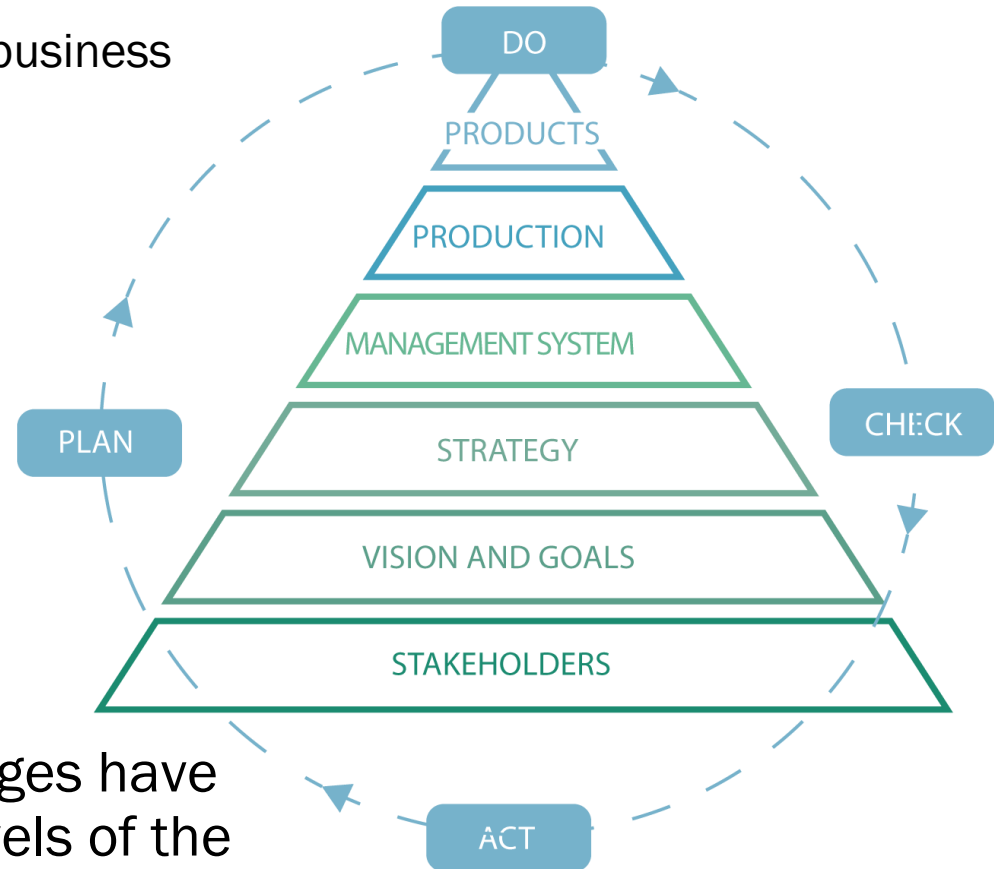 business
DO
PRODUCTS
PRODUCTION
MANAGEMENT SYSTEM
PLAN
CHECK
STRATEGY
VISION AND GOALS
STAKEHOLDERS
ges have
els of the
ACT